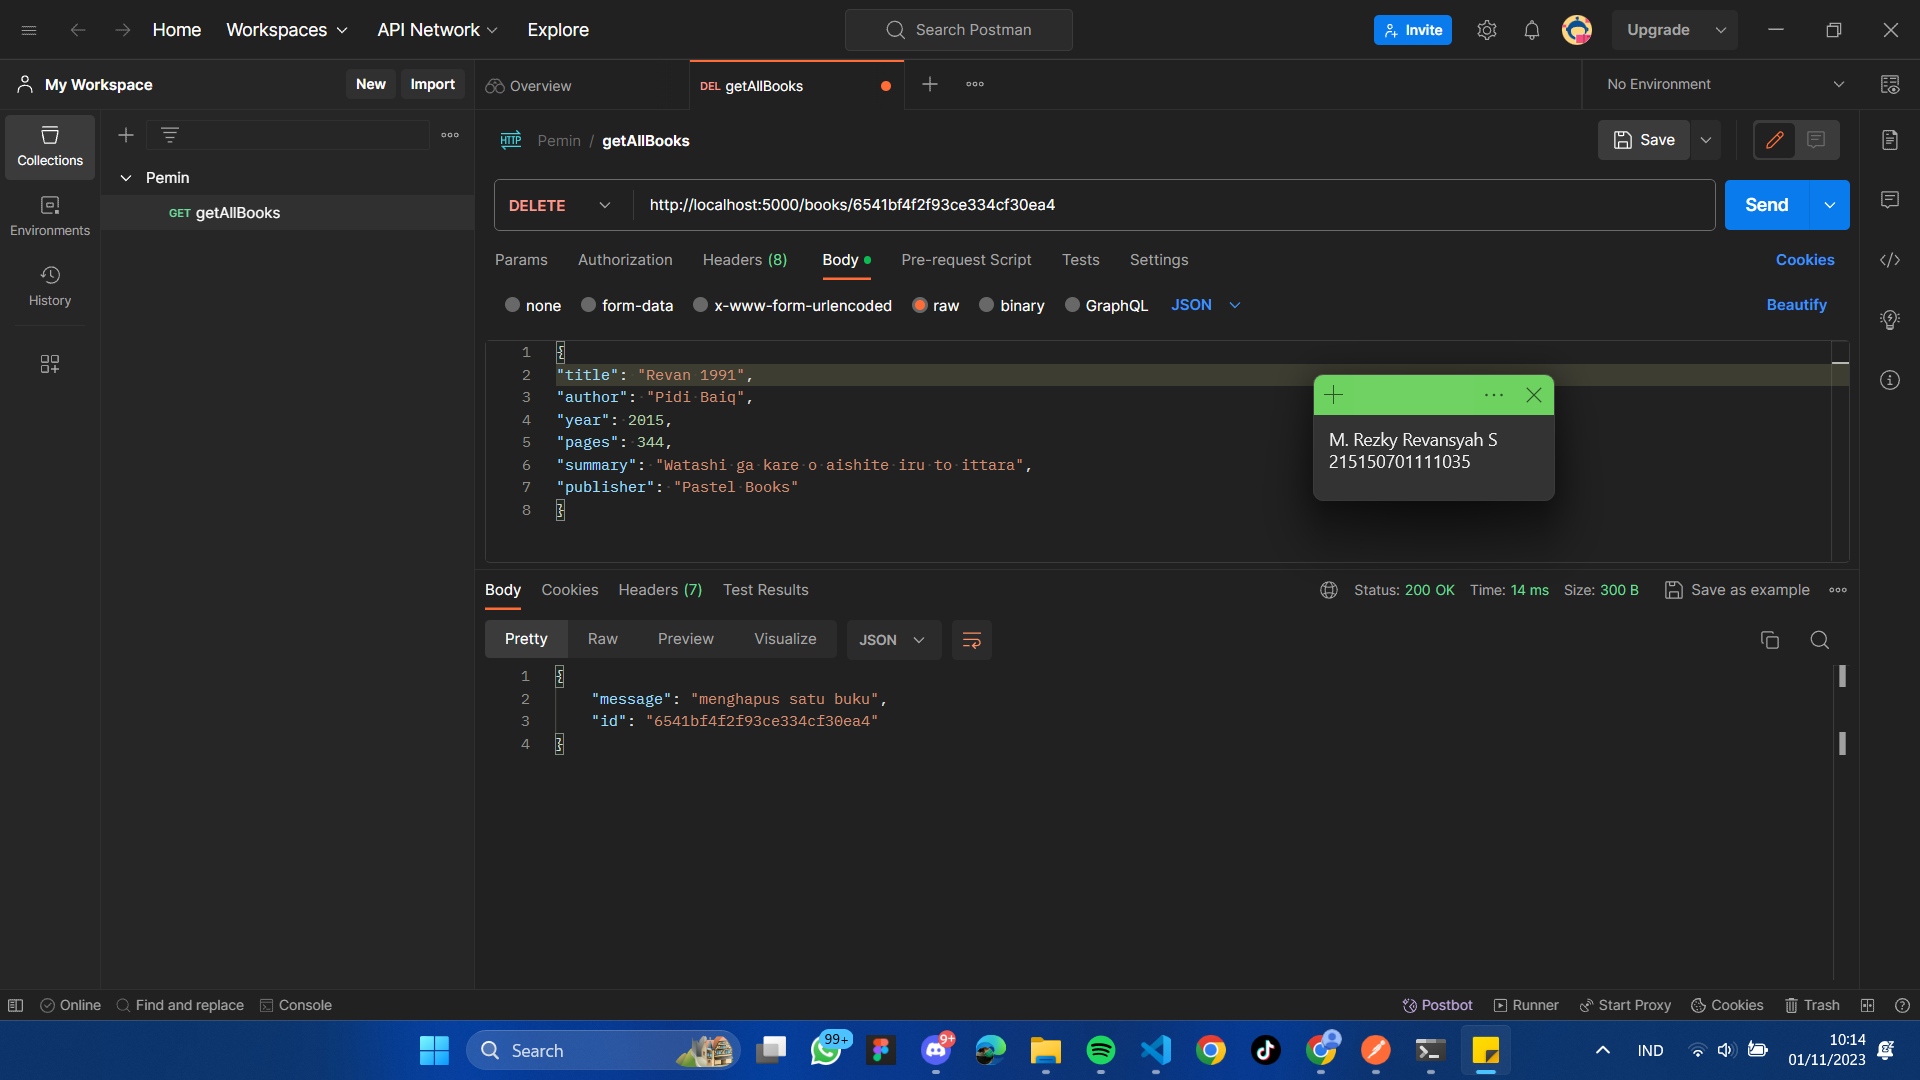 Home
Workspaces
API Network
Explore
Search Postman
Invite
Upgrade
My Workspace
New
Import
Overview
DEL getAllBooks
No Environment
Collections
Environments
History
Pemin
GET getAllBooks
HTTP
Pemin / getAllBooks
Save
DELETE
http://localhost:5000/books/6541bf4f2f93ce334cf30ea4
Send
Params
Authorization
Headers (8)
Body
Pre-request Script
Tests
Settings
Cookies
none
form-data
x-www-form-urlencoded
raw
binary
GraphQL
JSON
Beautify
1 {
2 "title": "Revan 1991",
3 "author": "Pidi Baiq",
4 "year": 2015,
5 "pages": 344,
6 "summary": "Watashi ga kare o aishite iru to ittara",
7 "publisher": "Pastel Books"
8 }
M. Rezky Revansyah S
215150701111035
Body
Cookies
Headers (7)
Test Results
Status: 200 OK
Time: 14 ms
Size: 300 B
Save as example
Pretty
Raw
Preview
Visualize
JSON
1 {
2 "message": "menghapus satu buku",
3 "id": "6541bf4f2f93ce334cf30ea4"
4 }
Online
Find and replace
Console
Postbot
Runner
Start Proxy
Cookies
Trash
Search
99+
9+
IND
10:14
01/11/2023